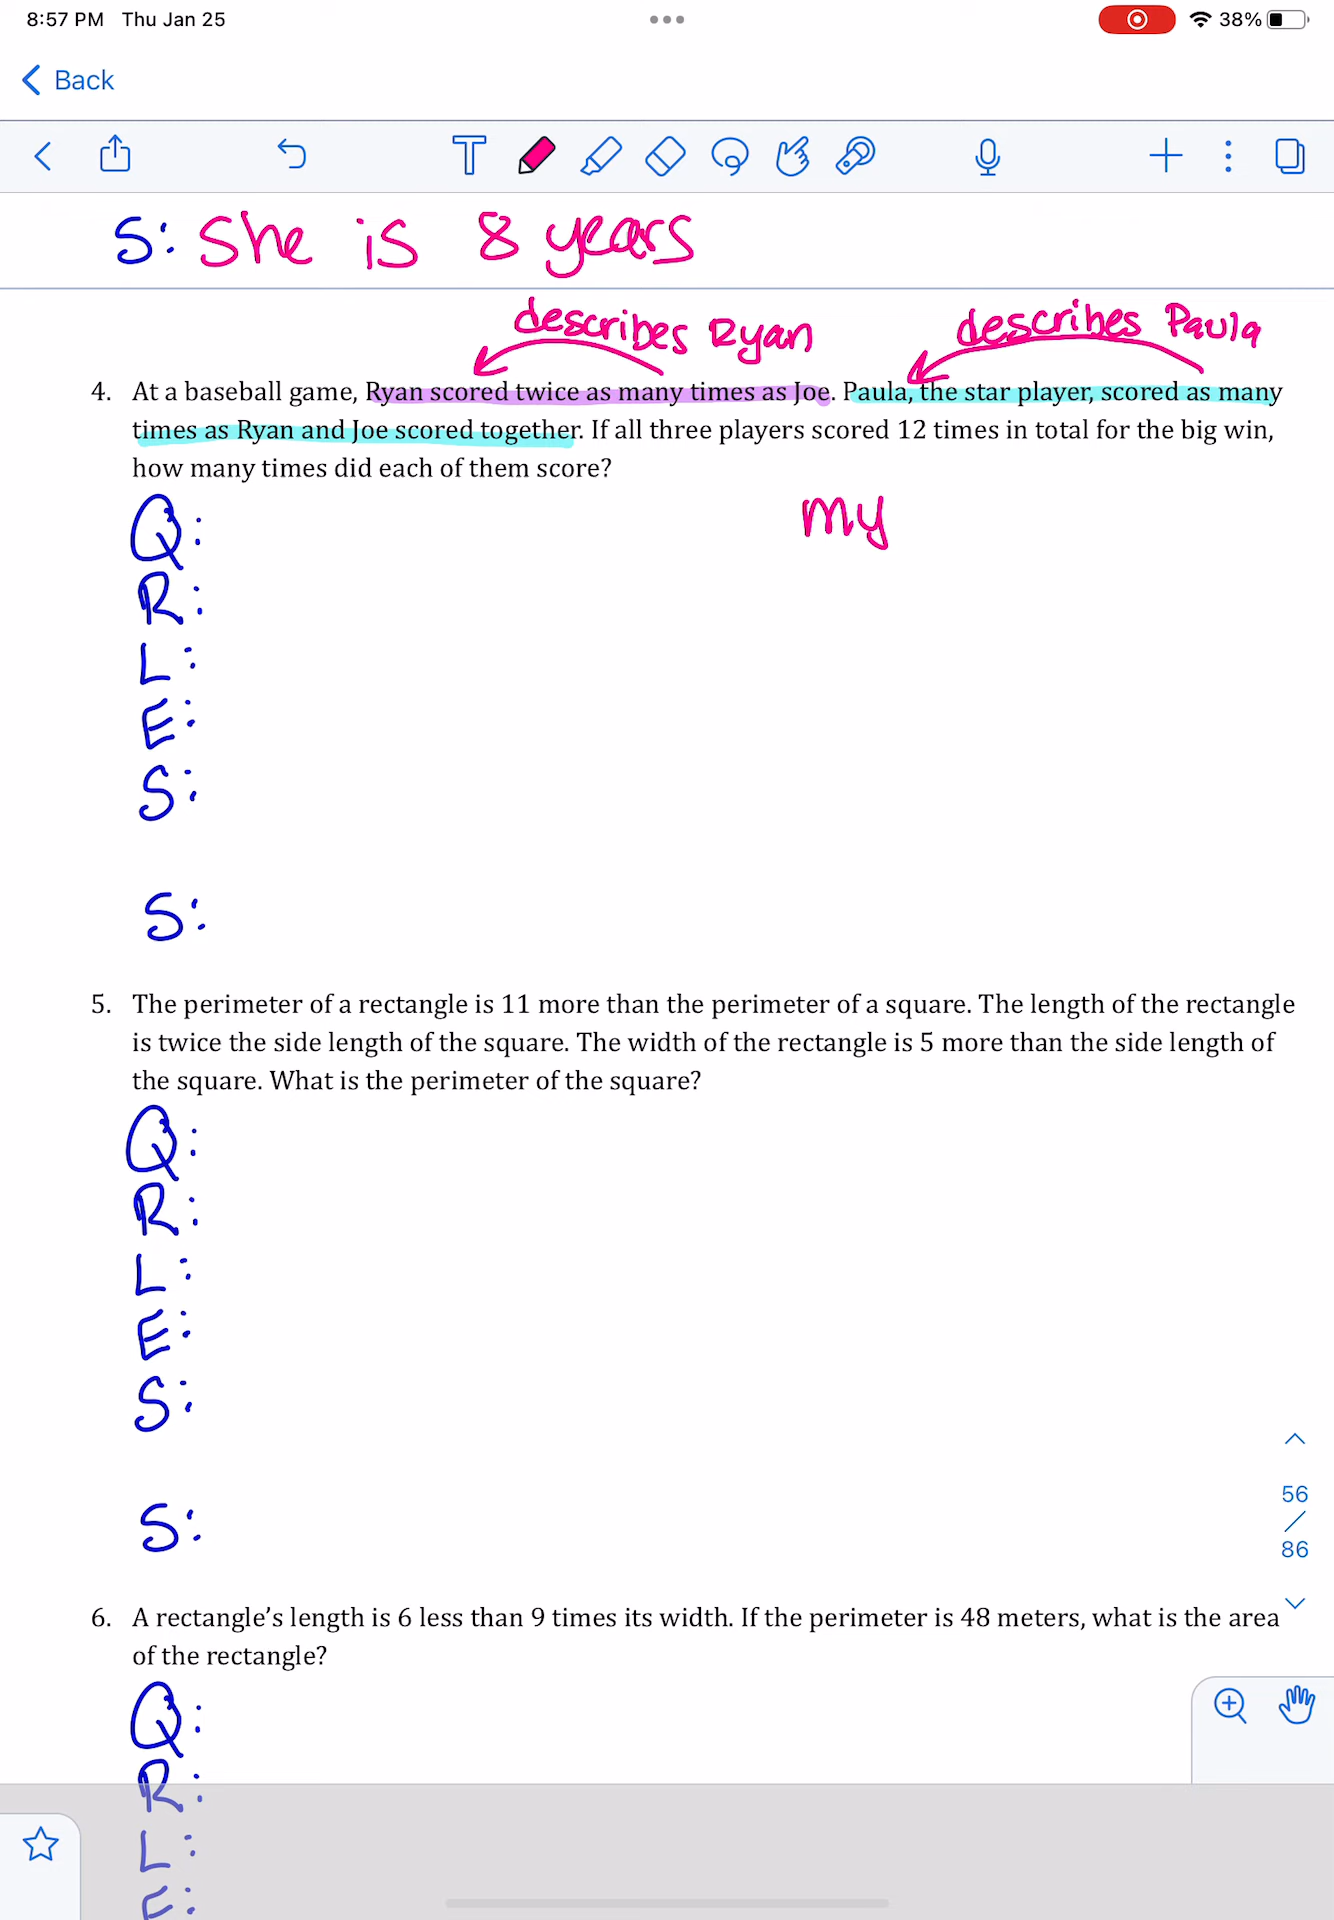 8:57 PM Thu Jan 25
38%
Back
S: She is 8 years
describes Ryan
describes Paula
4. At a baseball game, Ryan scored twice as many times as Joe. Paula, the star player, scored as many
times as Ryan and Joe scored together. If all three players scored 12 times in total for the big win,
how many times did each of them score?
my
Q:
R:
L:
E:
S:
S:
5. The perimeter of a rectangle is 11 more than the perimeter of a square. The length of the rectangle
is twice the side length of the square. The width of the rectangle is 5 more than the side length of
the square. What is the perimeter of the square?
Q:
R:
L:
E:
S:
S:
56
/
86
6. A rectangle’s length is 6 less than 9 times its width. If the perimeter is 48 meters, what is the area
of the rectangle?
Q:
R:
L:
E: